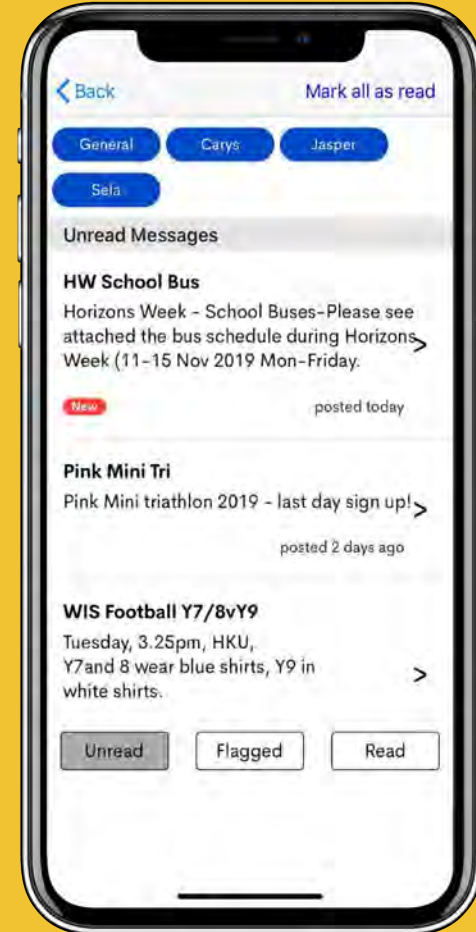 Back
Mark all as read
General
Carys
Jasper
Sela
Unread Messages
HW School Bus
Horizons Week - School Buses-Please see
attached the bus schedule during Horizons
Week (11-15 Nov 2019 Mon-Friday.
New
posted today
Pink Mini Tri
Pink Mini triathlon 2019 - last day sign up!
posted 2 days ago
WIS Football Y7/8vY9
Tuesday, 3.25pm, HKU,
Y7and 8 wear blue shirts, Y9 in
white shirts.
Unread
Flagged
Read